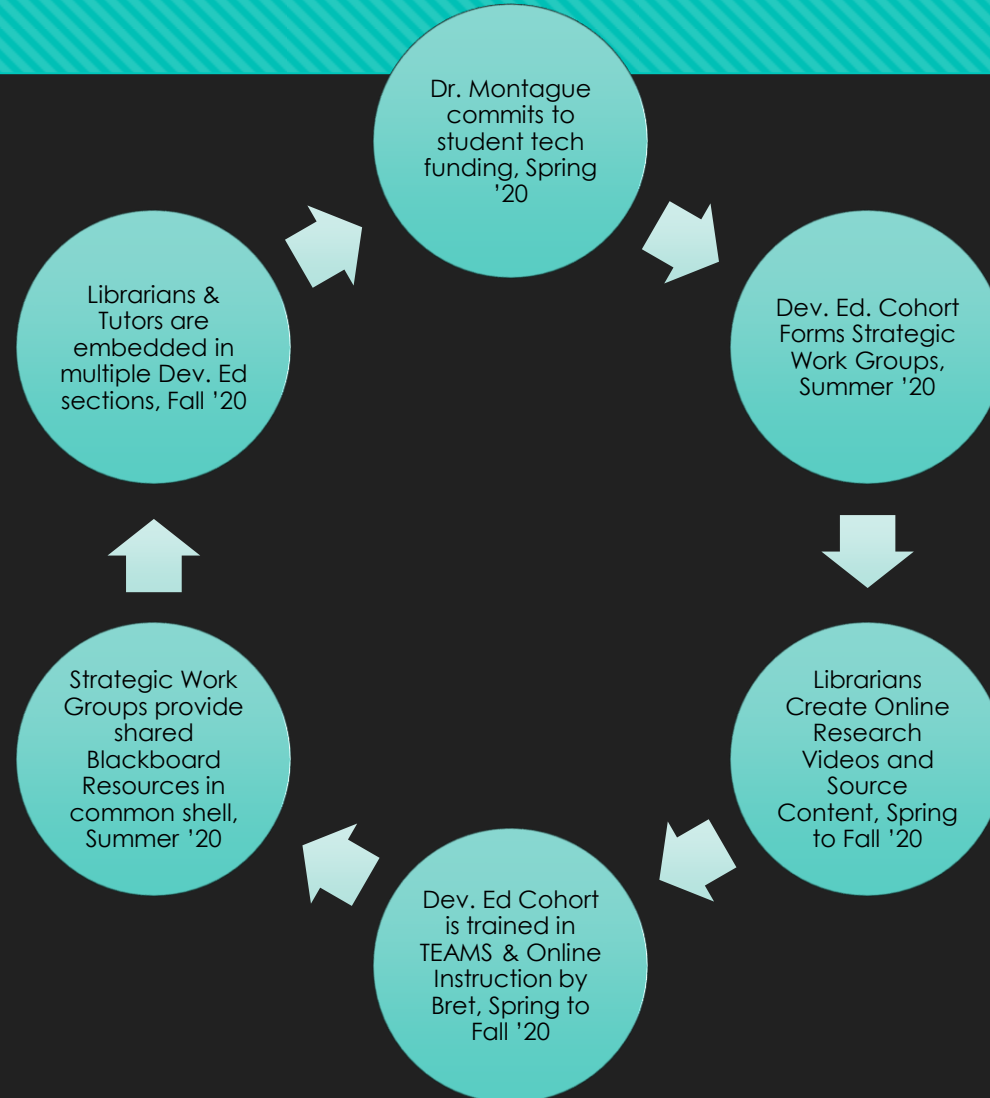 Dr. Montague
commits to
student tech
funding, Spring
’20
Dev. Ed. Cohort
Forms Strategic
Work Groups,
Summer ’20
Librarians
Create Online
Research
Videos and
Source
Content, Spring
to Fall ’20
Dev. Ed Cohort
is trained in
TEAMS & Online
Instruction by
Bret, Spring to
Fall ’20
Strategic Work
Groups provide
shared
Blackboard
Resources in
common shell,
Summer ’20
Librarians &
Tutors are
embedded in
multiple Dev. Ed
sections, Fall ’20